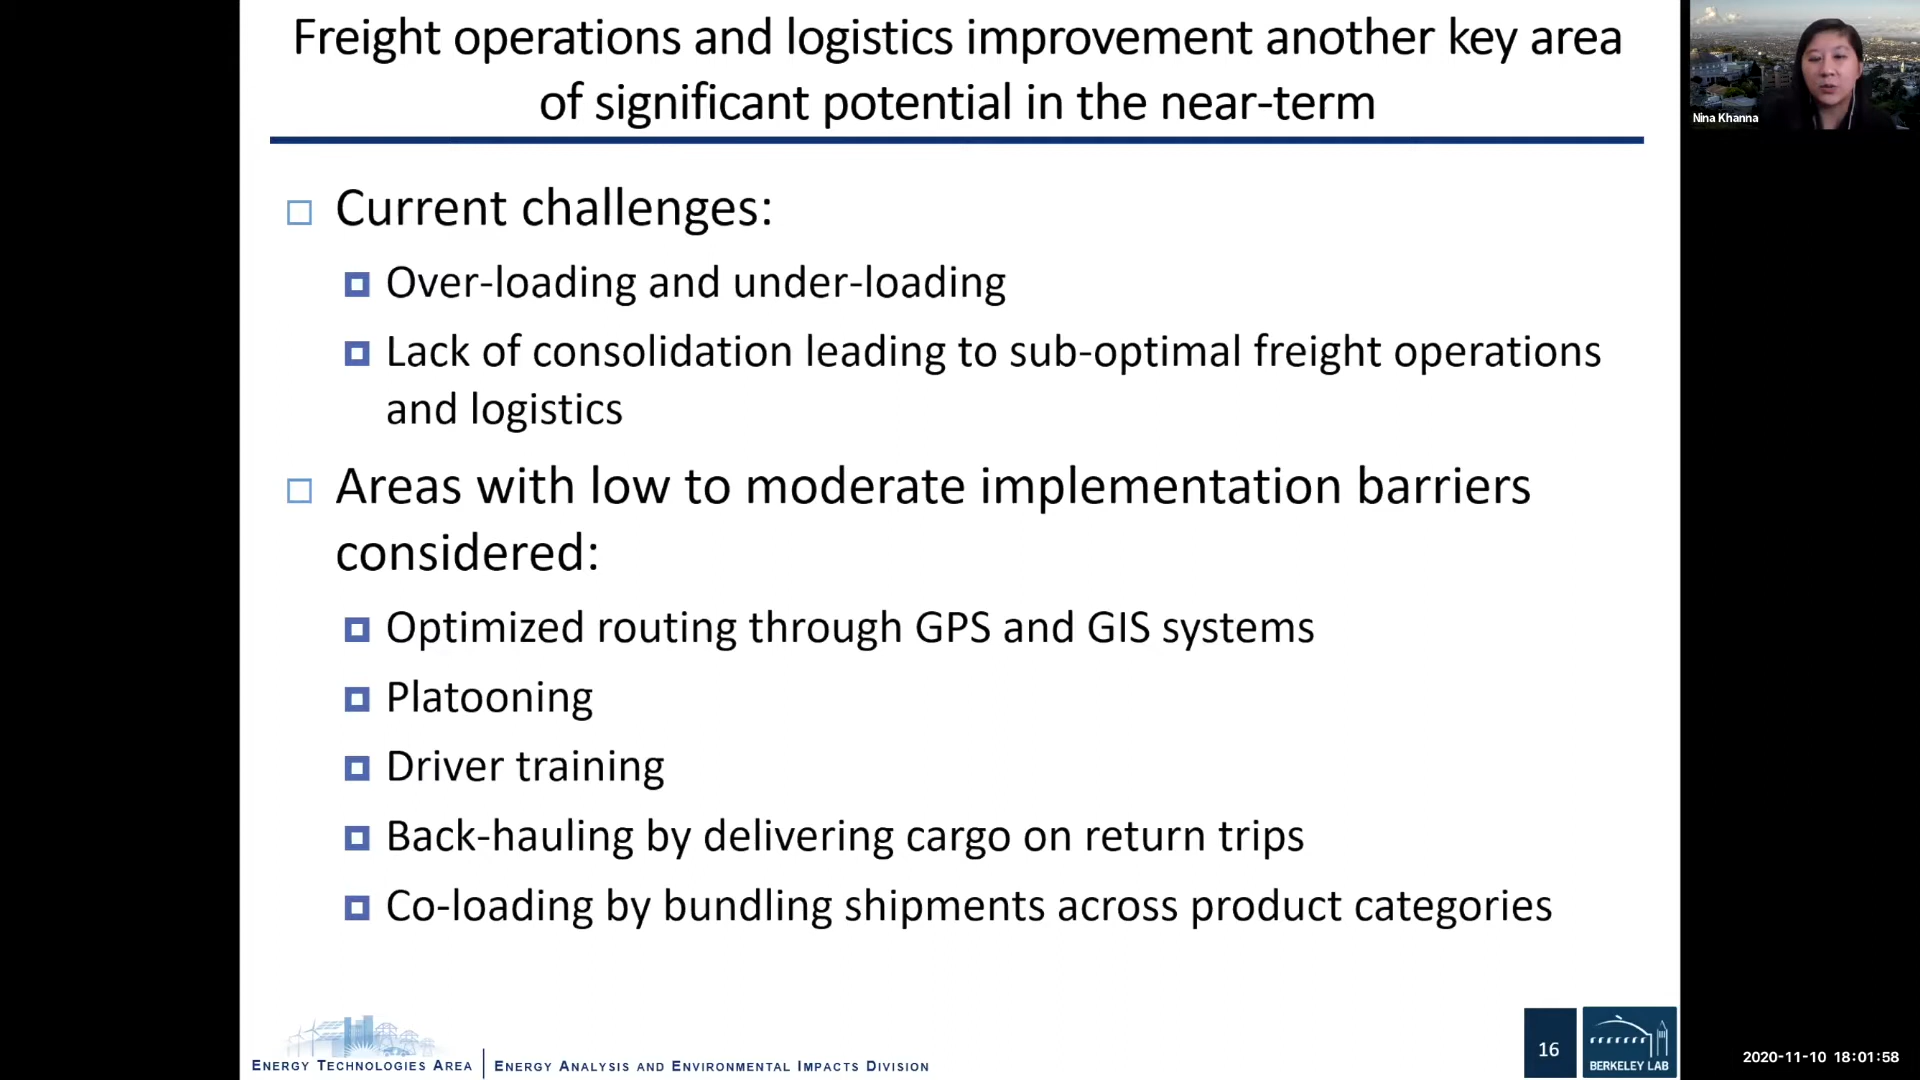 Freight operations and logistics improvement another key area
of significant potential in the near-term
Nina Khanna
Current challenges:
Over-loading and under-loading
Lack of consolidation leading to sub-optimal freight operations
and logistics
Areas with low to moderate implementation barriers
considered:
Optimized routing through GPS and GIS systems
Platooning
Driver training
Back-hauling by delivering cargo on return trips
Co-loading by bundling shipments across product categories
ENERGY TECHNOLOGIES AREA
ENERGY ANALYSIS AND ENVIRONMENTAL IMPACTS DIVISION
16
BERKELEY LAB
2020-11-10 18:01:58